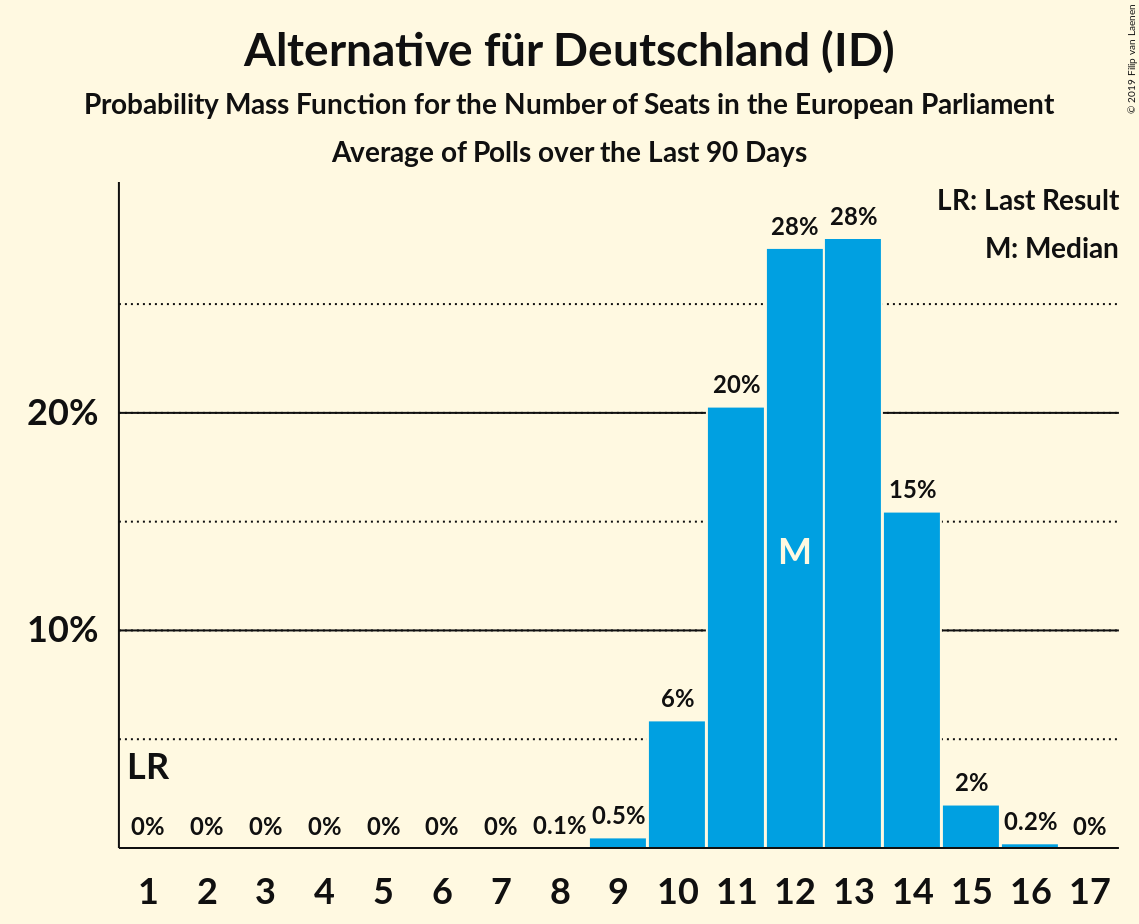 Alternative für Deutschland (ID)
Probability Mass Function for the Number of Seats in the European Parliament
Average of Polls over the Last 90 Days
© 2019 Filip van Laenen
LR: Last Result
M: Median
28%
28%
20%
20%
15%
M
10%
6%
LR
2%
0%
0%
0%
0%
0%
0%
0%
0.1%
0.5%
0.2%
0%
1 2 3 4 5 6 7 8 9 10 11 12 13 14 15 16 17